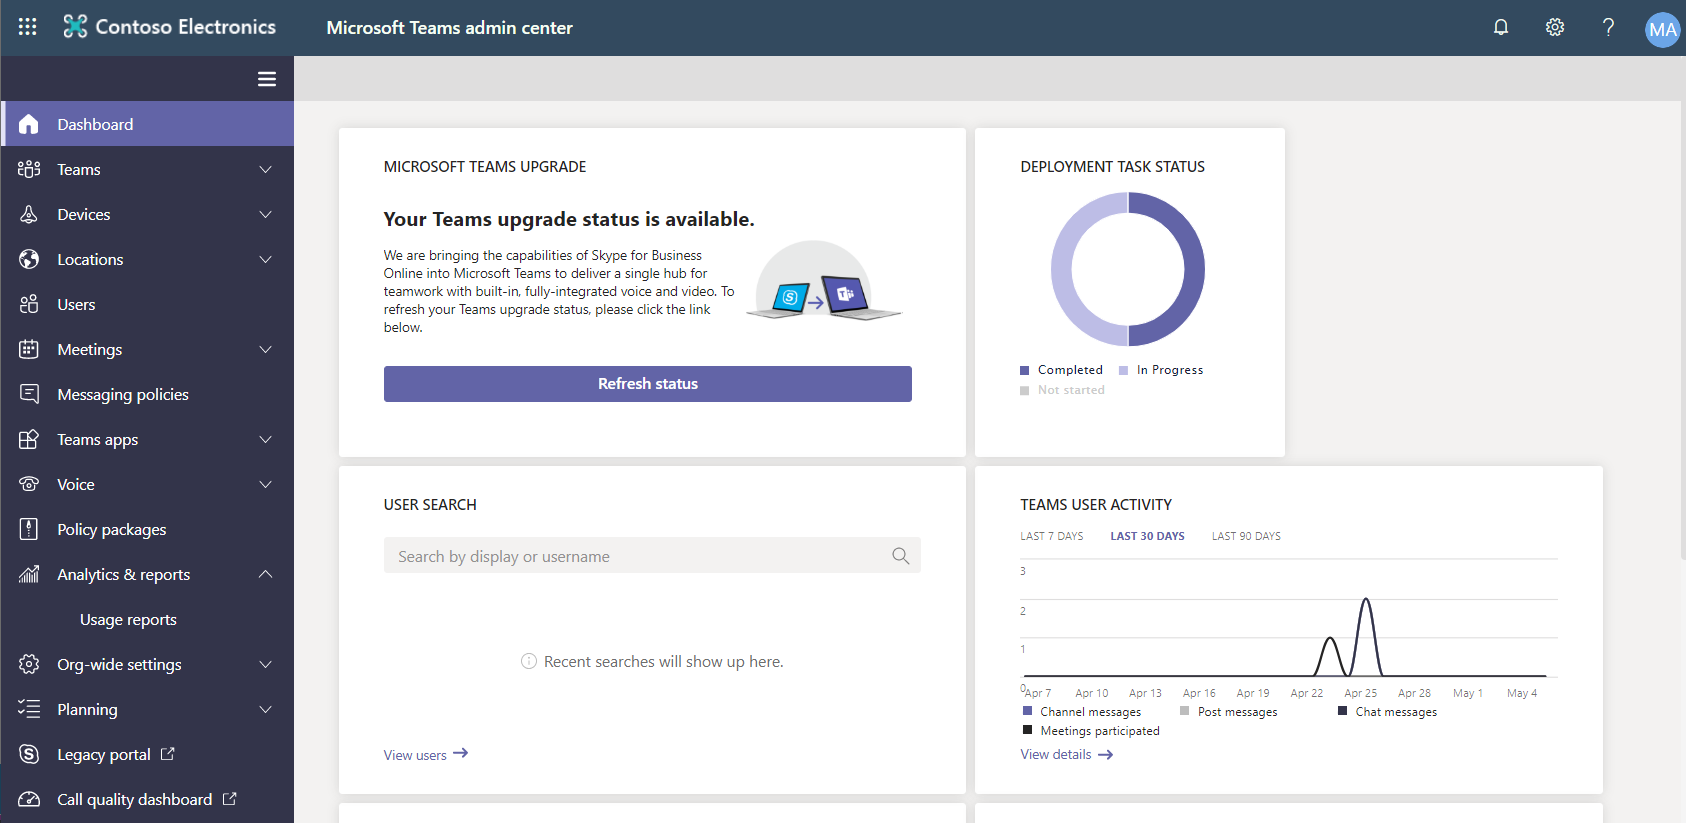 Contoso Electronics
Microsoft Teams admin center
?
MA
Dashboard
Teams
Devices
Locations
Users
Meetings
Messaging policies
Teams apps
Voice
Policy packages
Analytics & reports
Usage reports
Org-wide settings
Planning
Legacy portal
Call quality dashboard
MICROSOFT TEAMS UPGRADE
Your Teams upgrade status is available.
We are bringing the capabilities of Skype for Business
Online into Microsoft Teams to deliver a single hub for
teamwork with built-in, fully-integrated voice and video. To
refresh your Teams upgrade status, please click the link
below.
Refresh status
DEPLOYMENT TASK STATUS
Completed In Progress
Not started
USER SEARCH
Search by display or username
Recent searches will show up here.
View users
TEAMS USER ACTIVITY
LAST 7 DAYS LAST 30 DAYS LAST 90 DAYS
3
2
1
0
Apr 7 Apr 10 Apr 13 Apr 16 Apr 19 Apr 22 Apr 25 Apr 28 May 1 May 4
Channel messages Post messages Chat messages
Meetings participated
View details